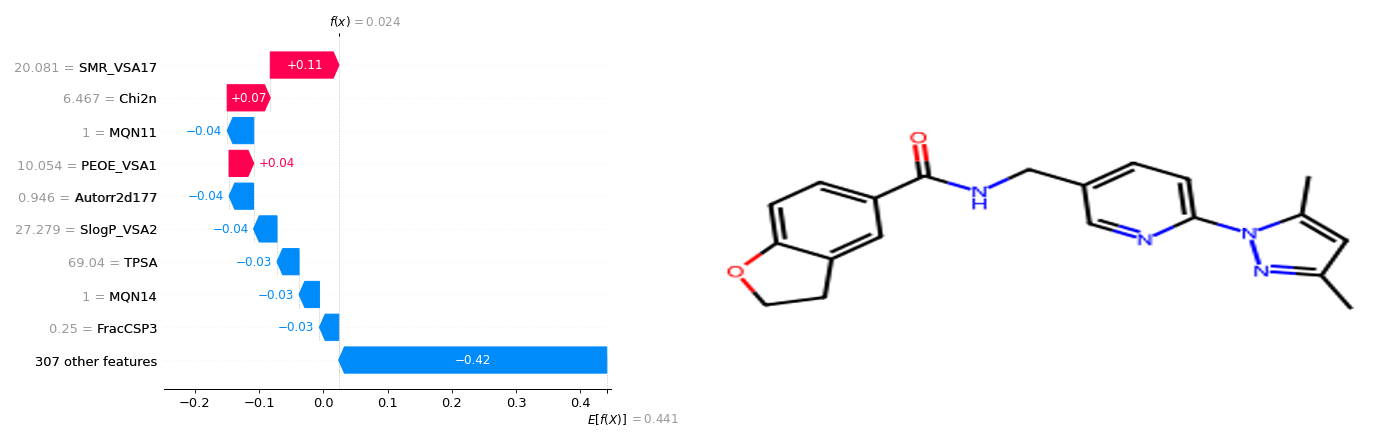 f(x) = 0.024
20.081 = SMR_VSA17
+0.11
6.467 = Chi2n
+0.07
1 = MQN11
−0.04
10.054 = PEOE_VSA1
+0.04
0.946 = Autorr2d177
−0.04
27.279 = SlogP_VSA2
−0.04
69.04 = TPSA
−0.03
1 = MQN14
−0.03
0.25 = FracCSP3
−0.03
307 other features
−0.42
−0.2 −0.1 0.0 0.1 0.2 0.3 0.4
E[f(X)] = 0.441
O
N
H
N
N
N
O